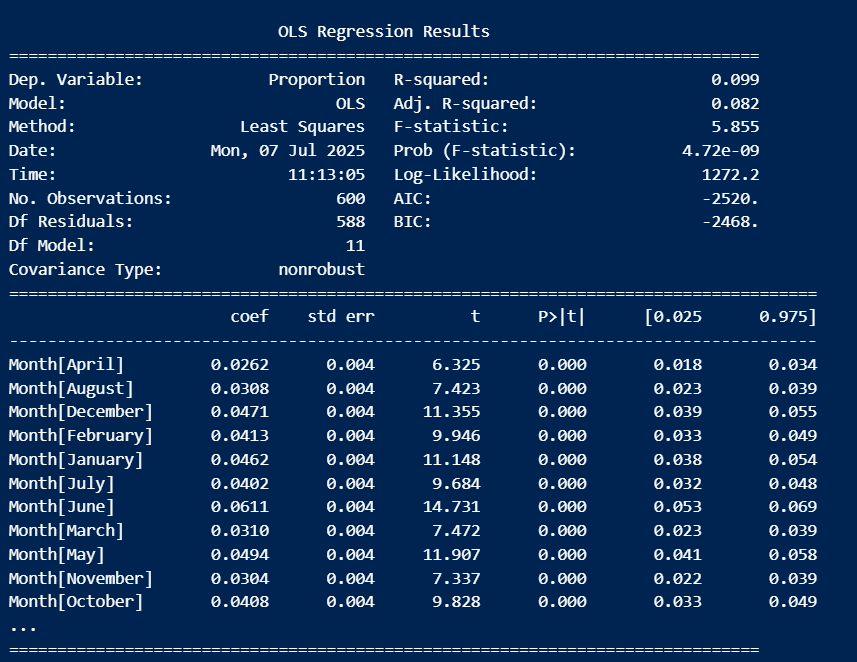 OLS Regression Results
==============================================================================
Dep. Variable:             Proportion   R-squared:                       0.099
Model:                            OLS   Adj. R-squared:                  0.082
Method:                 Least Squares   F-statistic:                     5.855
Date:                Mon, 07 Jul 2025   Prob (F-statistic):           4.72e-09
Time:                        11:13:05   Log-Likelihood:                 1272.2
No. Observations:                 600   AIC:                            -2520.
Df Residuals:                     588   BIC:                            -2468.
Df Model:                          11
Covariance Type:            nonrobust
====================================================================================
                       coef    std err          t      P>|t|      [0.025      0.975]
------------------------------------------------------------------------------------
Month[April]         0.0262      0.004      6.325      0.000       0.018       0.034
Month[August]        0.0308      0.004      7.423      0.000       0.023       0.039
Month[December]      0.0471      0.004     11.355      0.000       0.039       0.055
Month[February]      0.0413      0.004      9.946      0.000       0.033       0.049
Month[January]       0.0462      0.004     11.148      0.000       0.038       0.054
Month[July]          0.0402      0.004      9.684      0.000       0.032       0.048
Month[June]          0.0611      0.004     14.731      0.000       0.053       0.069
Month[March]         0.0310      0.004      7.472      0.000       0.023       0.039
Month[May]           0.0494      0.004     11.907      0.000       0.041       0.058
Month[November]      0.0304      0.004      7.337      0.000       0.022       0.039
Month[October]       0.0408      0.004      9.828      0.000       0.033       0.049
...
==============================================================================